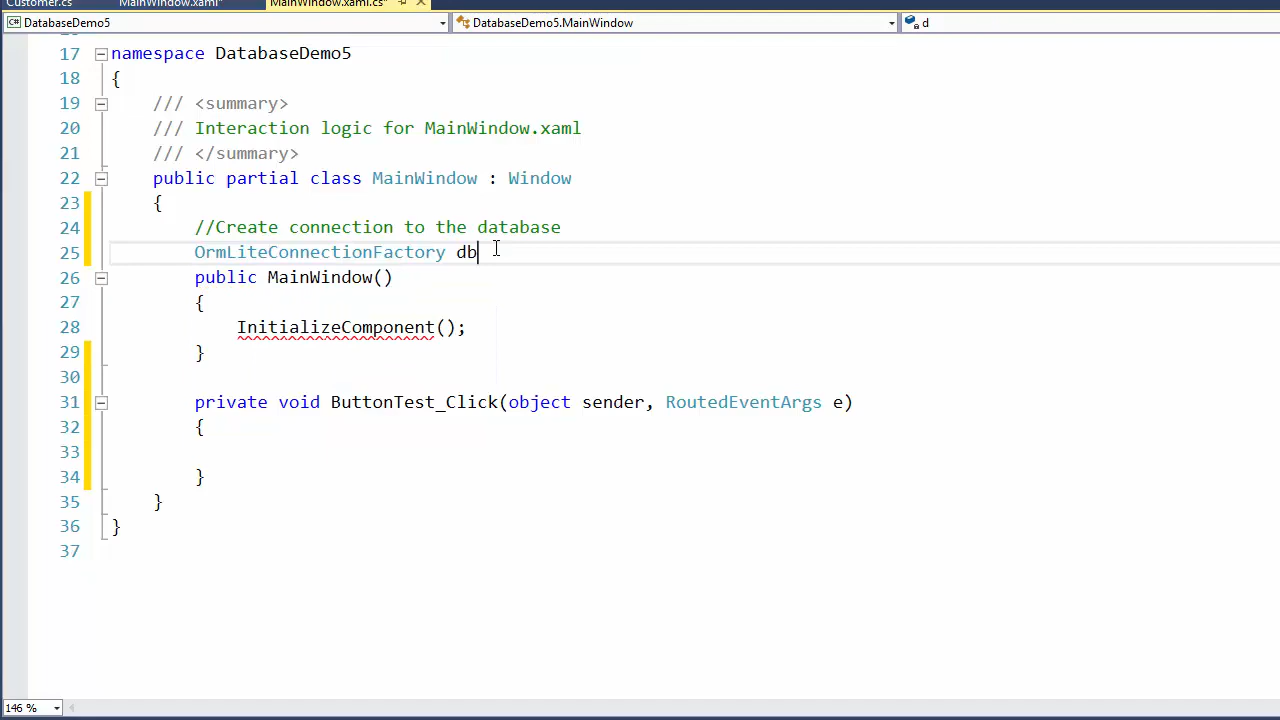 Customer.cs MainWindow.xaml* MainWindow.xaml.cs*
DatabaseDemo5 DatabaseDemo5.MainWindow d
17 namespace DatabaseDemo5
18 {
19 /// <summary>
20 /// Interaction logic for MainWindow.xaml
21 /// </summary>
22 public partial class MainWindow : Window
23 {
24 //Create connection to the database
25 OrmLiteConnectionFactory db
26 public MainWindow()
27 {
28 InitializeComponent();
29 }
30
31 private void ButtonTest_Click(object sender, RoutedEventArgs e)
32 {
33
34 }
35 }
36 }
37
146 %